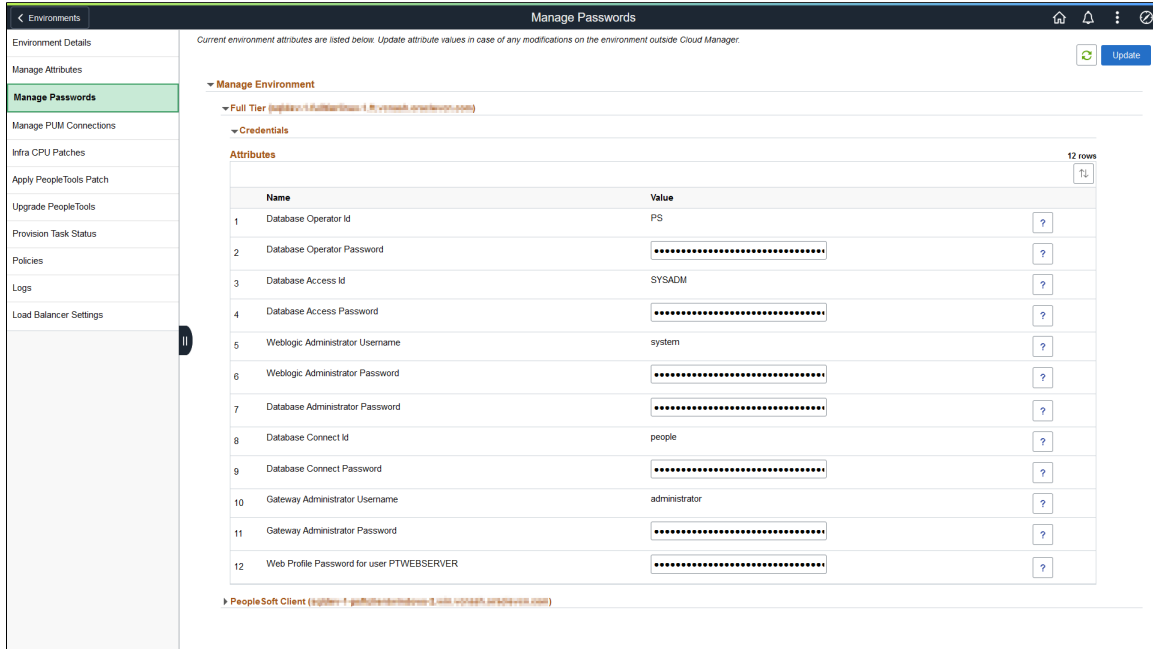 Environments
Manage Passwords
Environment Details
Manage Attributes
Manage Passwords
Manage PUM Connections
Infra CPU Patches
Apply PeopleTools Patch
Upgrade PeopleTools
Provision Task Status
Policies
Logs
Load Balancer Settings
Current environment attributes are listed below. Update attribute values in case of any modifications on the environment outside Cloud Manager.
Update
Manage Environment
Full Tier (
Credentials
Attributes
12 rows
Name Value
1 Database Operator Id PS ?
2 Database Operator Password ?
3 Database Access Id SYSADM ?
4 Database Access Password ?
5 Weblogic Administrator Username system ?
6 Weblogic Administrator Password ?
7 Database Administrator Password ?
8 Database Connect Id people ?
9 Database Connect Password ?
10 Gateway Administrator Username administrator ?
11 Gateway Administrator Password ?
12 Web Profile Password for user PTWEBSERVER ?
PeopleSoft Client (